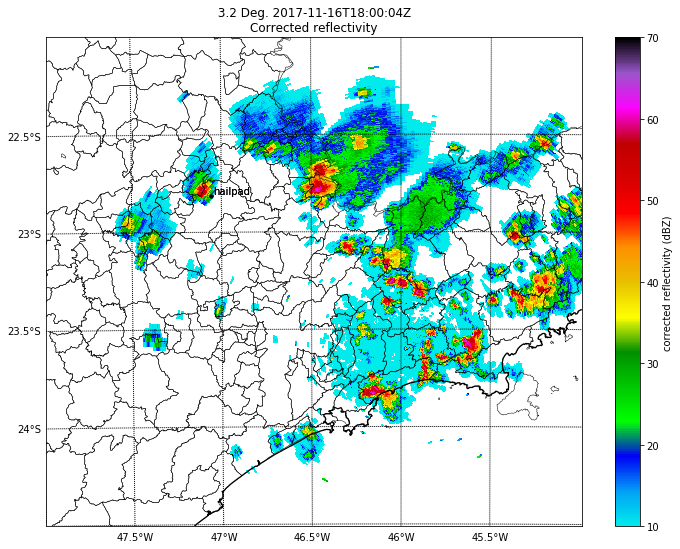 3.2 Deg. 2017-11-16T18:00:04Z
Corrected reflectivity
22.5°S
23°S
23.5°S
24°S
47.5°W
47°W
46.5°W
46°W
45.5°W
hailpad
70
60
50
40
30
20
10
corrected reflectivity (dBZ)